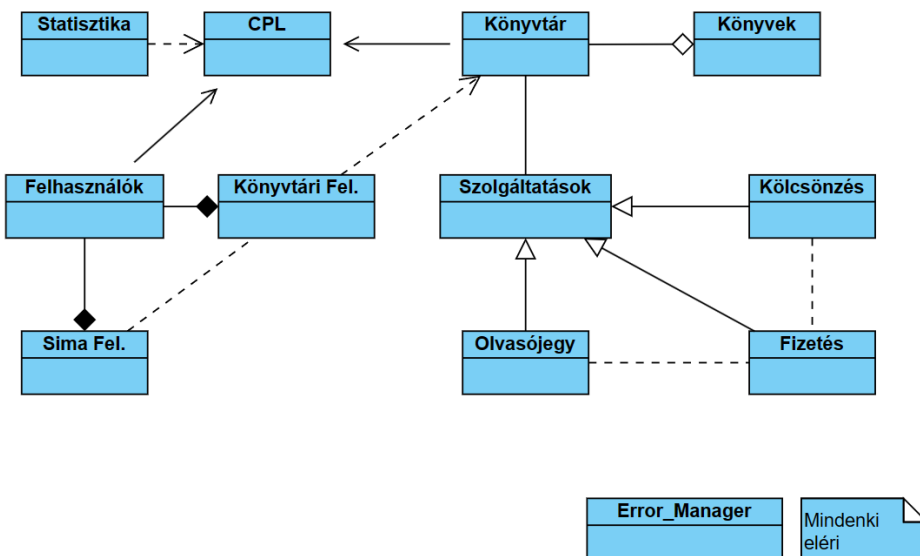 Statisztika
CPL
Könyvtár
Könyvek
Felhasználók
Könyvtári Fel.
Szolgáltatások
Kölcsönzés
Sima Fel.
Olvasójegy
Fizetés
Error_Manager
Mindenki
eléri